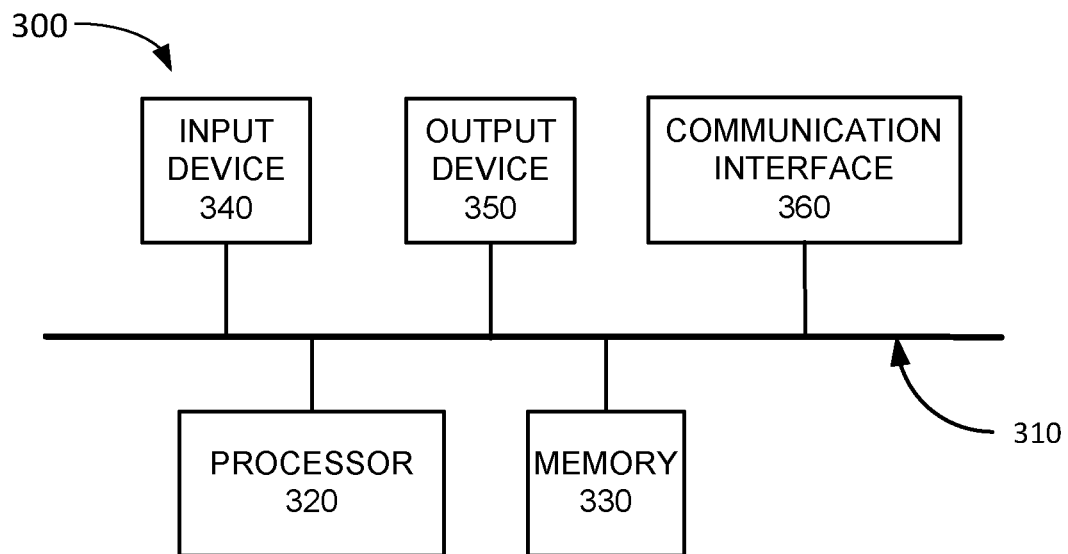 300
INPUT
DEVICE
340
OUTPUT
DEVICE
350
COMMUNICATION
INTERFACE
360
310
PROCESSOR
320
MEMORY
330